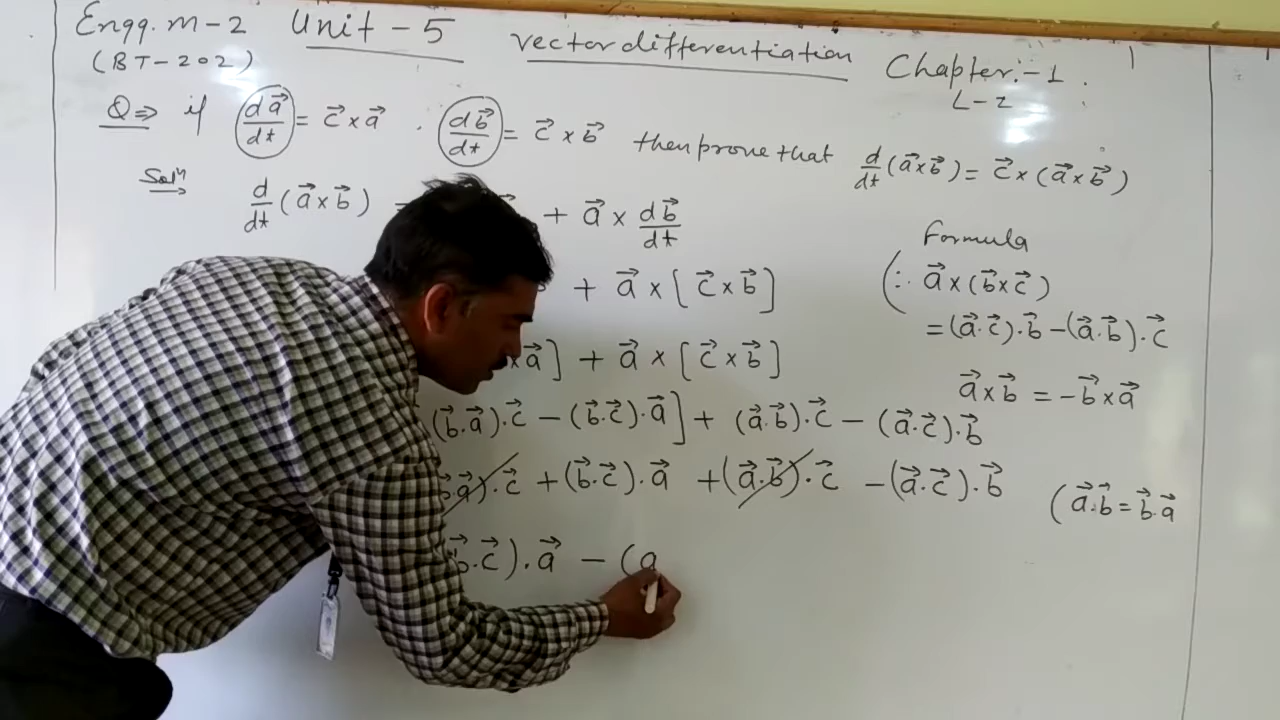 Engg. M-2 Unit - 5 vector differentiation Chapter:-1
(BT-202) L-2
Q⇒ if da⃗/dt = c⃗ × a⃗ . db⃗/dt = c⃗ × b⃗ then prove that d/dt (a⃗×b⃗) = c⃗ × (a⃗ × b⃗)
Solⁿ d/dt (a⃗×b⃗) + a⃗ × db⃗/dt
Formula
+ a⃗ × [c⃗ × b⃗]
(∵ a⃗ × (b⃗×c⃗)
= (a⃗.c⃗).b⃗ - (a⃗.b⃗).c⃗
×a⃗] + a⃗ × [c⃗ × b⃗]
a⃗×b⃗ = -b⃗×a⃗
(b⃗.a⃗).c⃗ - (b⃗.c⃗).a⃗] + (a⃗.b⃗).c⃗ - (a⃗.c⃗).b⃗
b⃗.a⃗).c⃗ + (b⃗.c⃗).a⃗ + (a⃗.b⃗).c⃗ - (a⃗.c⃗).b⃗ (a⃗.b⃗ = b⃗.a⃗
(b⃗.c⃗).a⃗ - (a